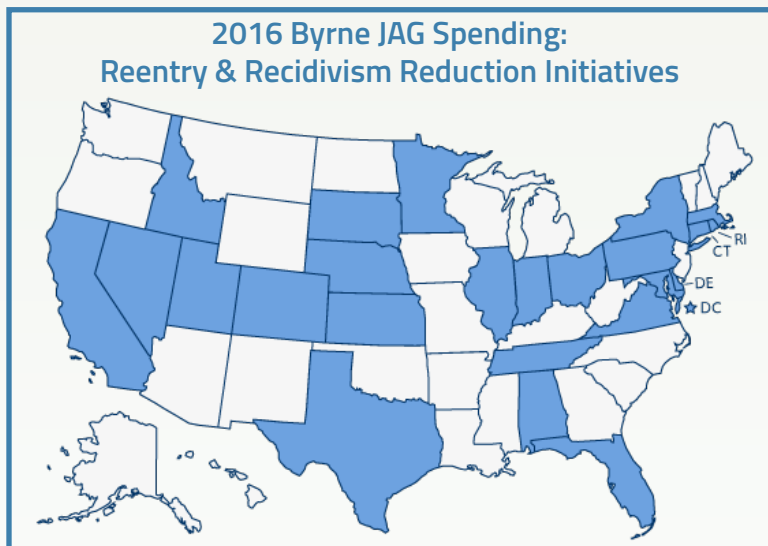 2016 Byrne JAG Spending:
Reentry & Recidivism Reduction Initiatives
RI
CT
DE
DC